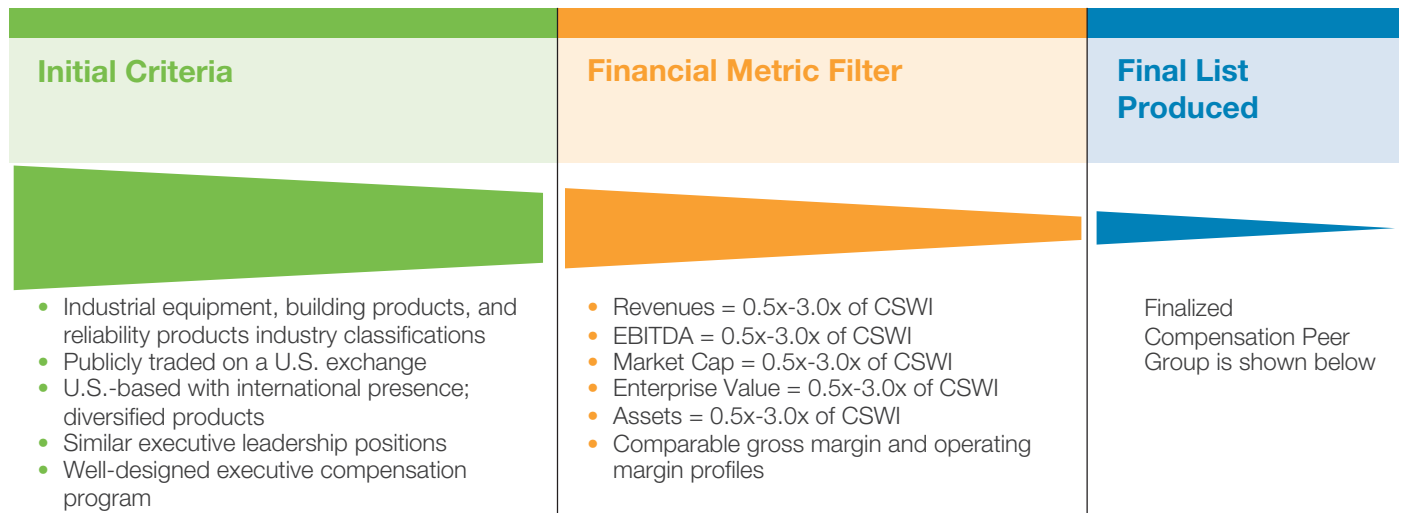 Initial Criteria
• Industrial equipment, building products, and
reliability products industry classifications
• Publicly traded on a U.S. exchange
• U.S.-based with international presence;
diversified products
• Similar executive leadership positions
• Well-designed executive compensation
program
Financial Metric Filter
• Revenues = 0.5x-3.0x of CSWI
• EBITDA = 0.5x-3.0x of CSWI
• Market Cap = 0.5x-3.0x of CSWI
• Enterprise Value = 0.5x-3.0x of CSWI
• Assets = 0.5x-3.0x of CSWI
• Comparable gross margin and operating
margin profiles
Final List
Produced
Finalized
Compensation Peer
Group is shown below